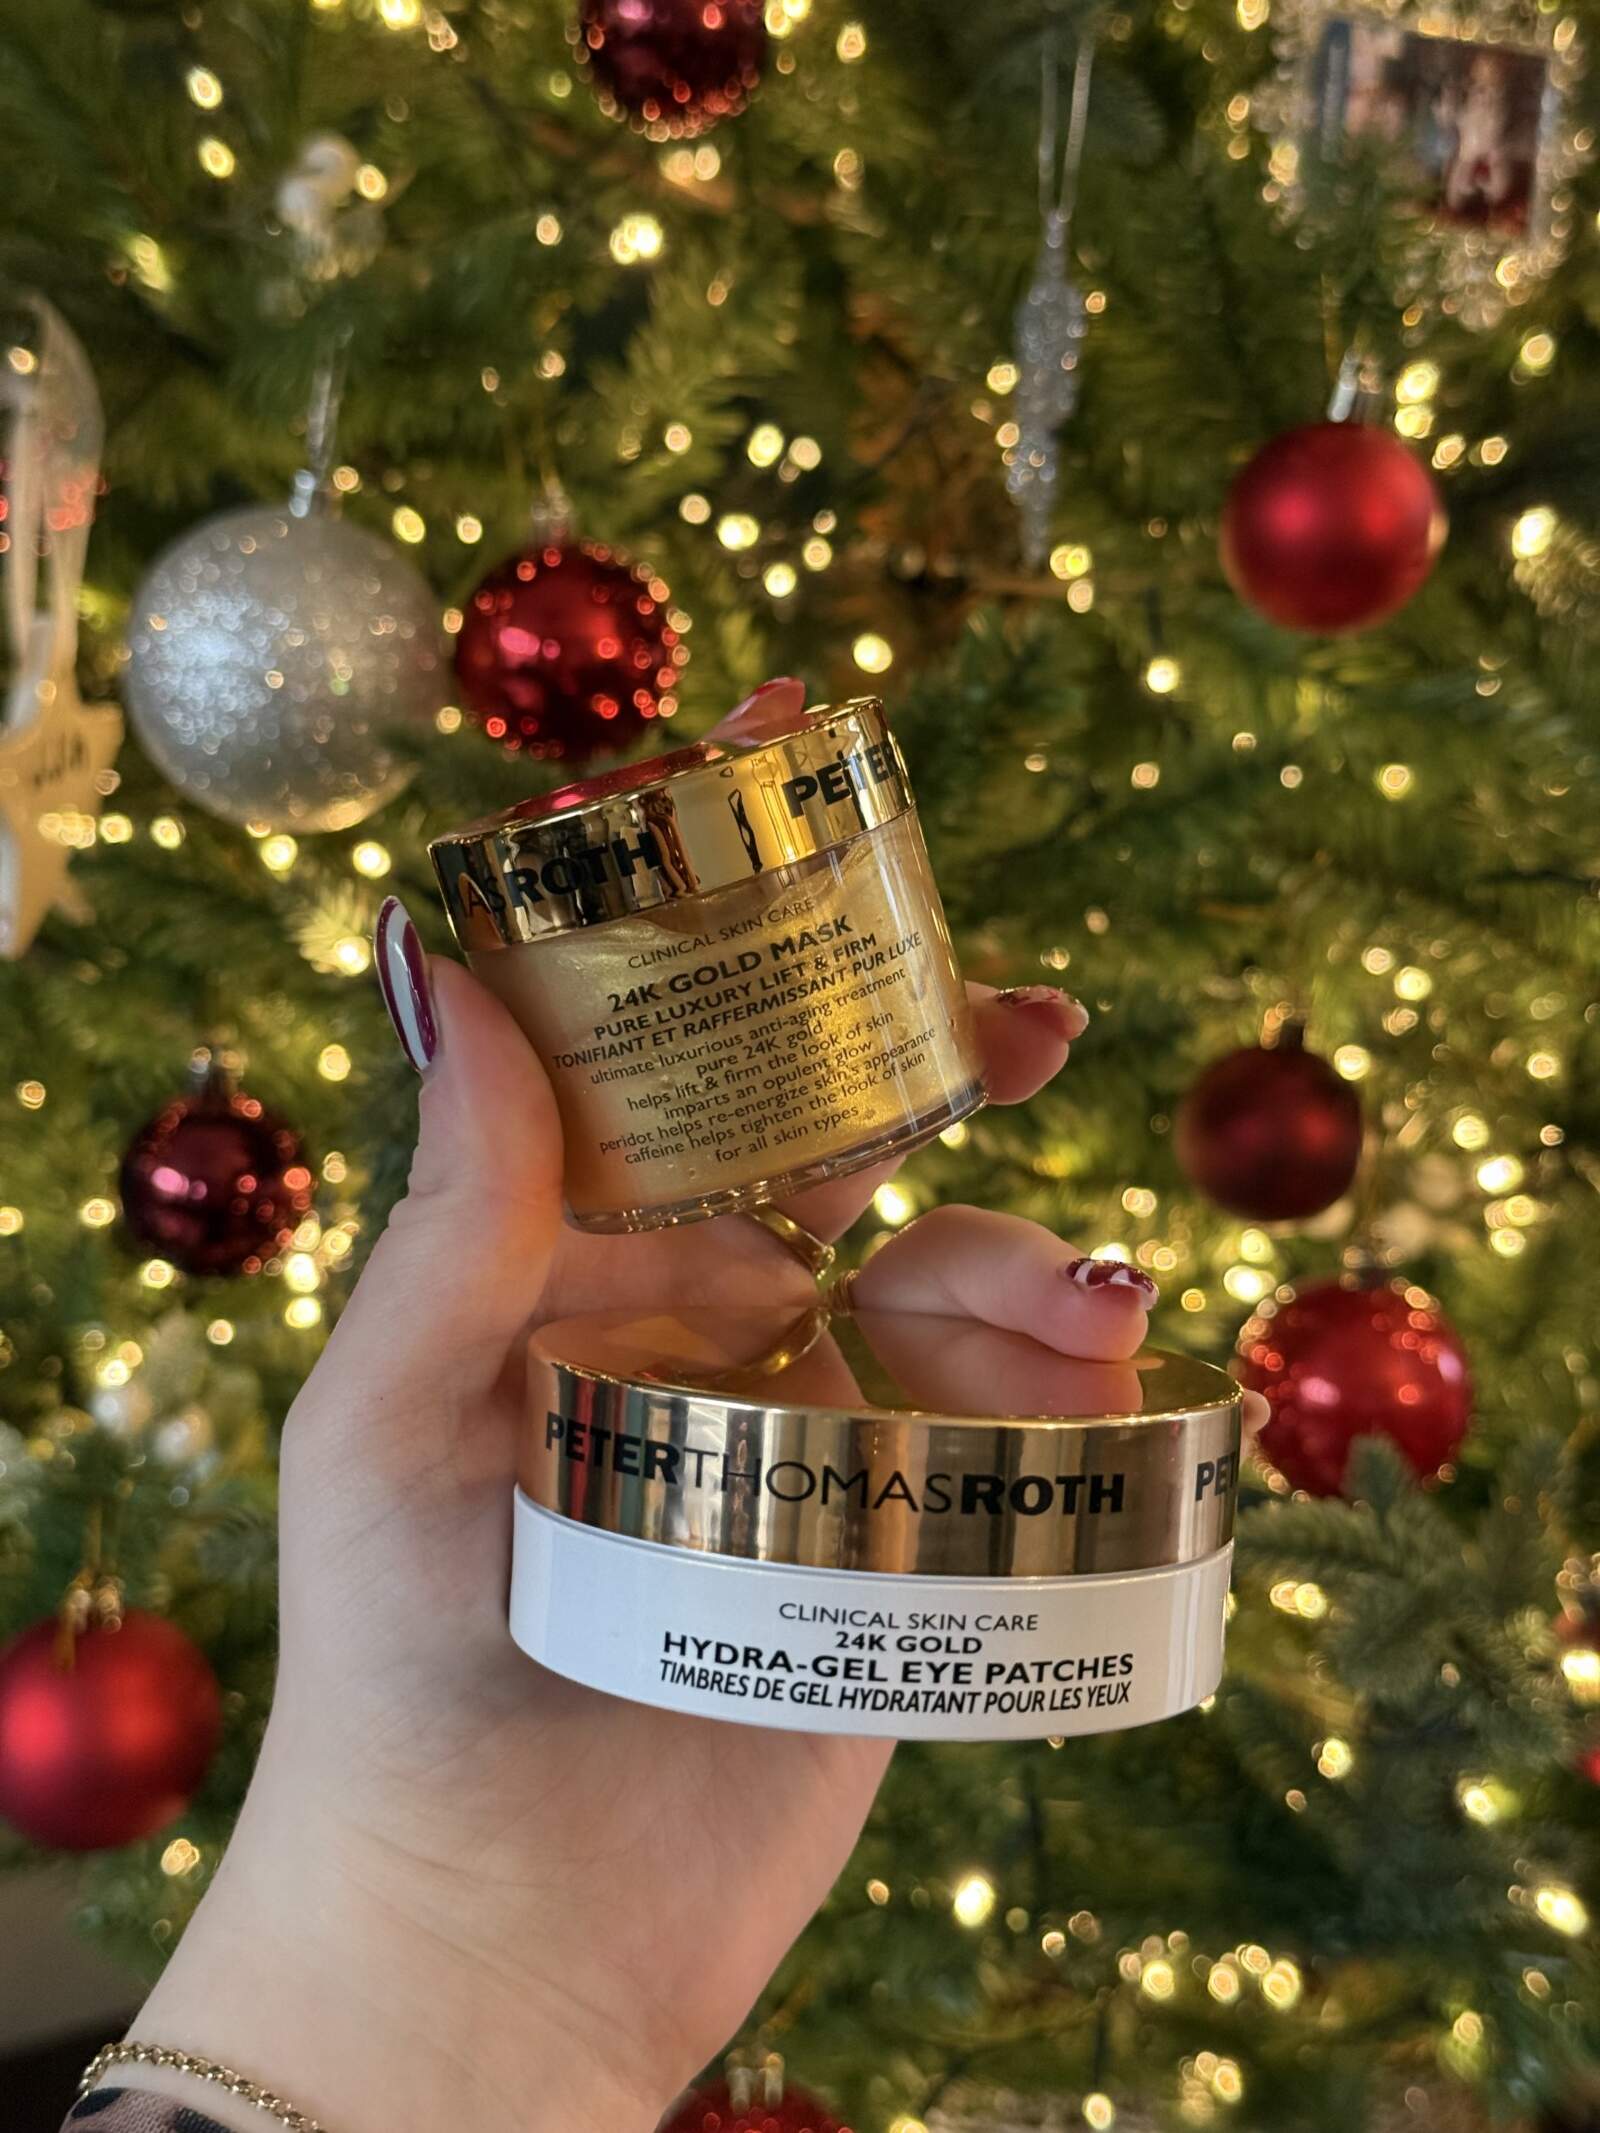 PETER
MASROTH
CLINICAL SKIN CARE
24K GOLD MASK
PURE LUXURY LIFT & FIRM
TONIFIANT ET RAFFERMISSANT PUR LUXE
ultimate luxurious anti-aging treatment
pure 24K gold
helps lift & firm the look of skin
imparts an opulent glow
peridot helps re-energize skin's appearance
caffeine helps tighten the look of skin
for all skin types
PETERTHOMASROTH PET
CLINICAL SKIN CARE
24K GOLD
HYDRA-GEL EYE PATCHES
TIMBRES DE GEL HYDRATANT POUR LES YEUX